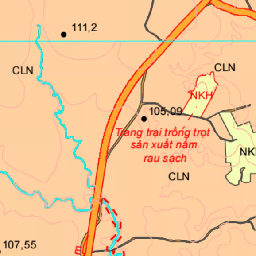 111,2
CLN
CLN
NKH
105,09
Trang trại trồng trọt
sản xuất nấm
rau sạch
NK
CLN
107,55